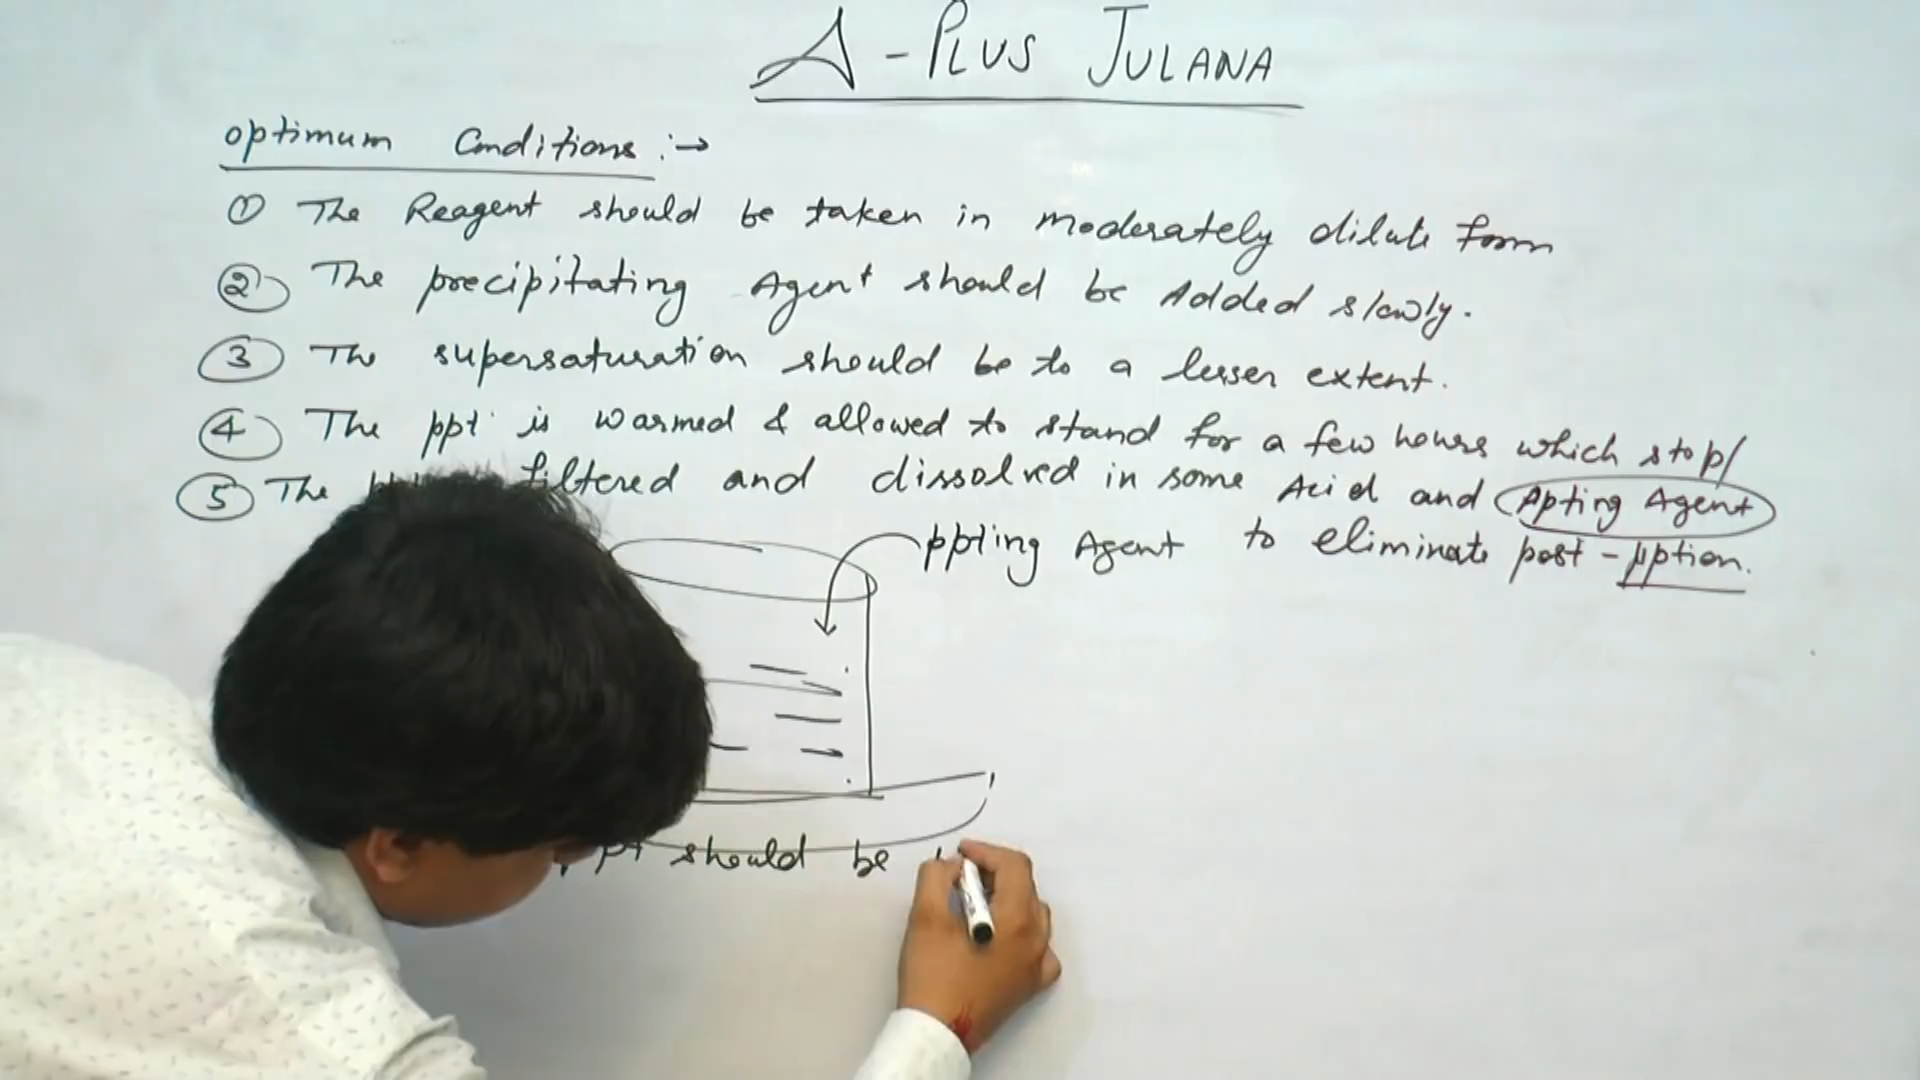 A-PLUS JULANA
optimum Conditions :→
① The Reagent should be taken in moderately dilute form
② The precipitating Agent should be Added slowly.
③ The supersaturation should be to a lesser extent.
④ The ppt is warmed & allowed to stand for a few hours which stop/
⑤ The filtered and dissolved in some Acid and ppting Agent
ppting Agent to eliminate post-pption.
ppt should be